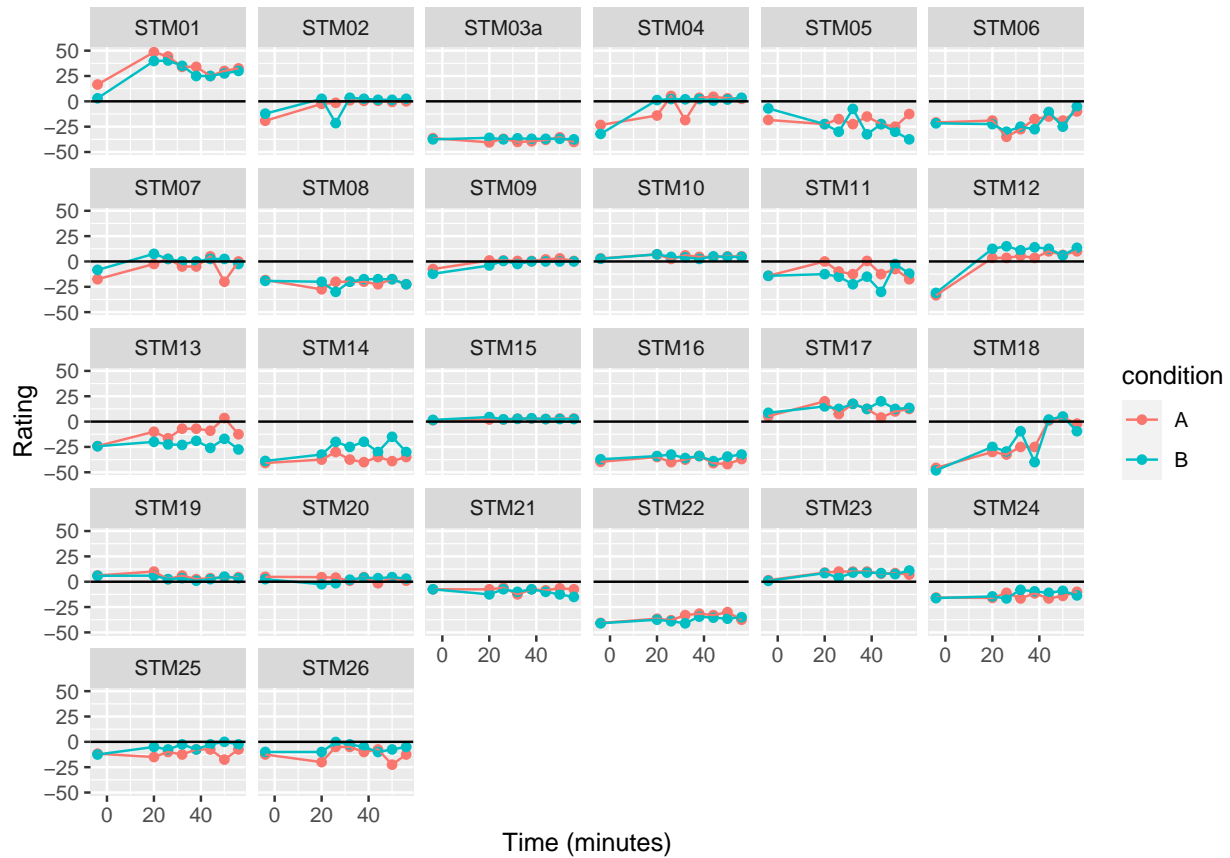 STM01 STM02 STM03a STM04 STM05 STM06
50
25
0
−25
−50
STM07 STM08 STM09 STM10 STM11 STM12
50
25
0
−25
−50
STM13 STM14 STM15 STM16 STM17 STM18
50
25
0
−25
−50
STM19 STM20 STM21 STM22 STM23 STM24
50
25
0
−25
−50
0 20 40 0 20 40 0 20 40 0 20 40
STM25 STM26
50
25
0
−25
−50
0 20 40 0 20 40
Time (minutes)
Rating
condition
A
B